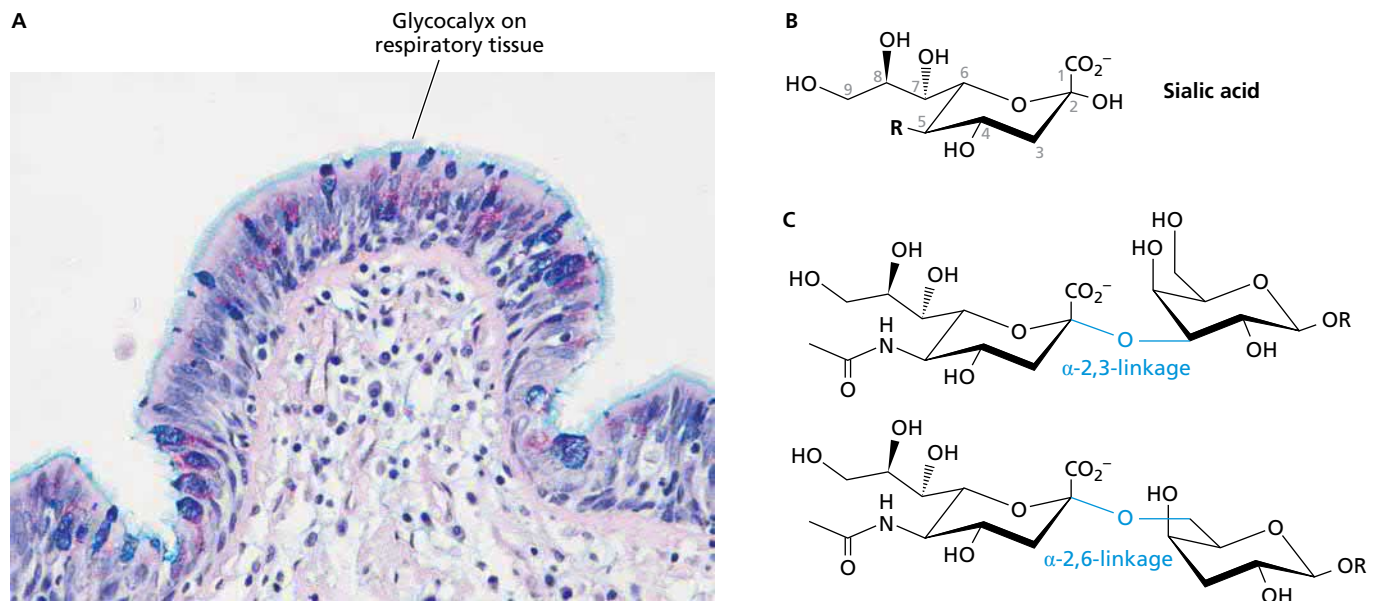 A
Glycocalyx on
respiratory tissue
B
OH
OH
HO
9
8
7
6
1
CO₂⁻
O
2
OH
R
5
4
HO
3
Sialic acid
C
HO
HO
OH
HO
OH
CO₂⁻
O
O
O
OR
H
N
O
HO
OH
α-2,3-linkage
OH
HO
OH
CO₂⁻
HO
O
O
O
H
N
O
HO
α-2,6-linkage
OR
OH